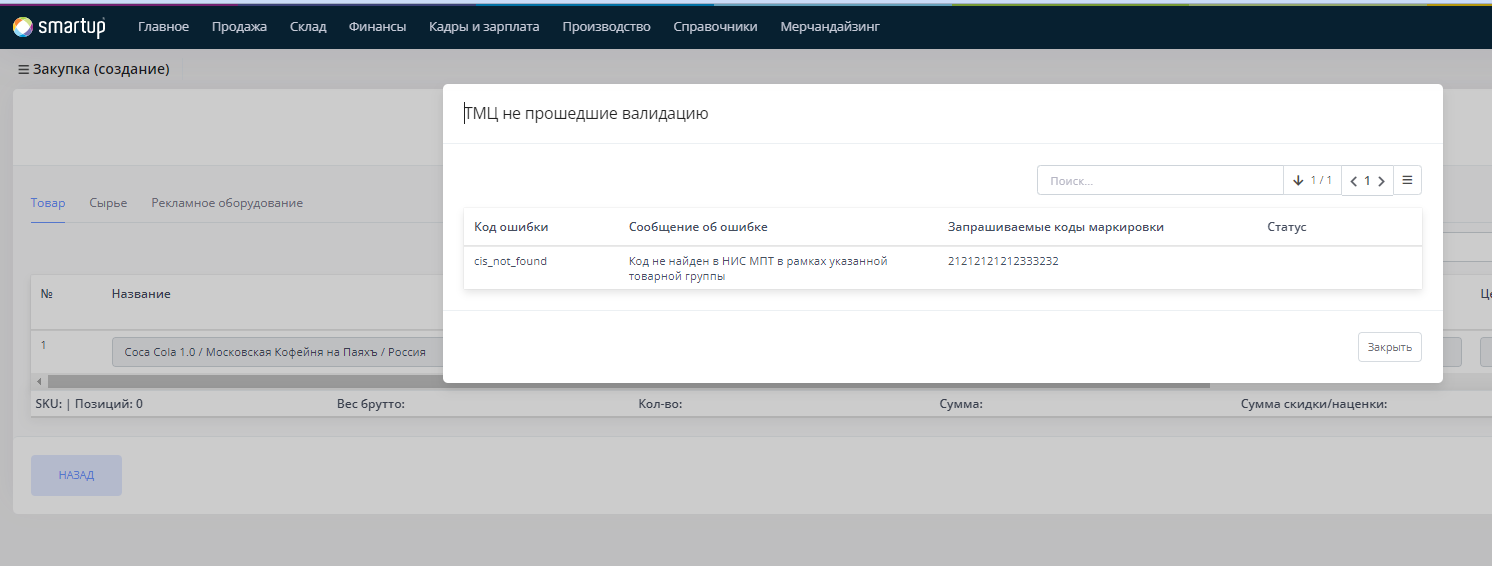 smartup
Главное Продажа Склад Финансы Кадры и зарплата Производство Справочники Мерчандайзинг
Закупка (создание)
ТМЦ не прошедшие валидацию
Поиск... 1 / 1 1
Товар Сырье Рекламное оборудование
Код ошибки Сообщение об ошибке Запрашиваемые коды маркировки Статус
cis_not_found Код не найден в НИС МПТ в рамках указанной
товарной группы
21212121212333232
№ Название
1 Coca Cola 1.0 / Московская Кофейня на Паяхъ / Россия
Закрыть
SKU: | Позиций: 0 Вес брутто: Кол-во: Сумма: Сумма скидки/наценки:
НАЗАД